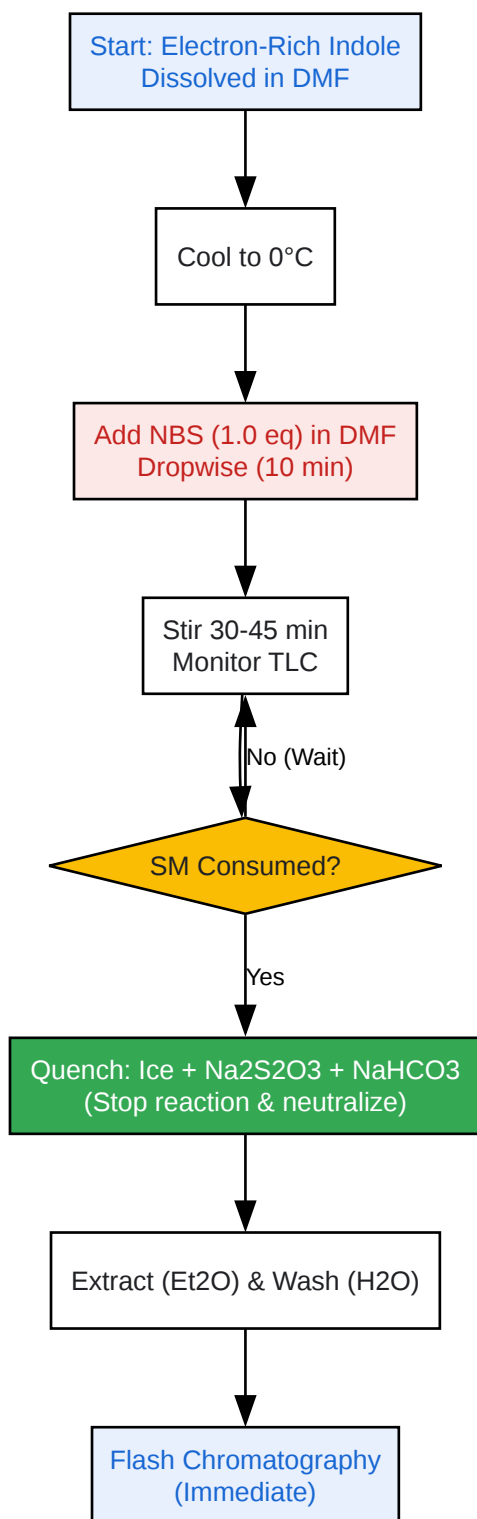 Start: Electron-Rich Indole
Dissolved in DMF
Cool to 0°C
Add NBS (1.0 eq) in DMF
Dropwise (10 min)
Stir 30-45 min
Monitor TLC
No (Wait)
SM Consumed?
Yes
Quench: Ice + Na2S2O3 + NaHCO3
(Stop reaction & neutralize)
Extract (Et2O) & Wash (H2O)
Flash Chromatography
(Immediate)